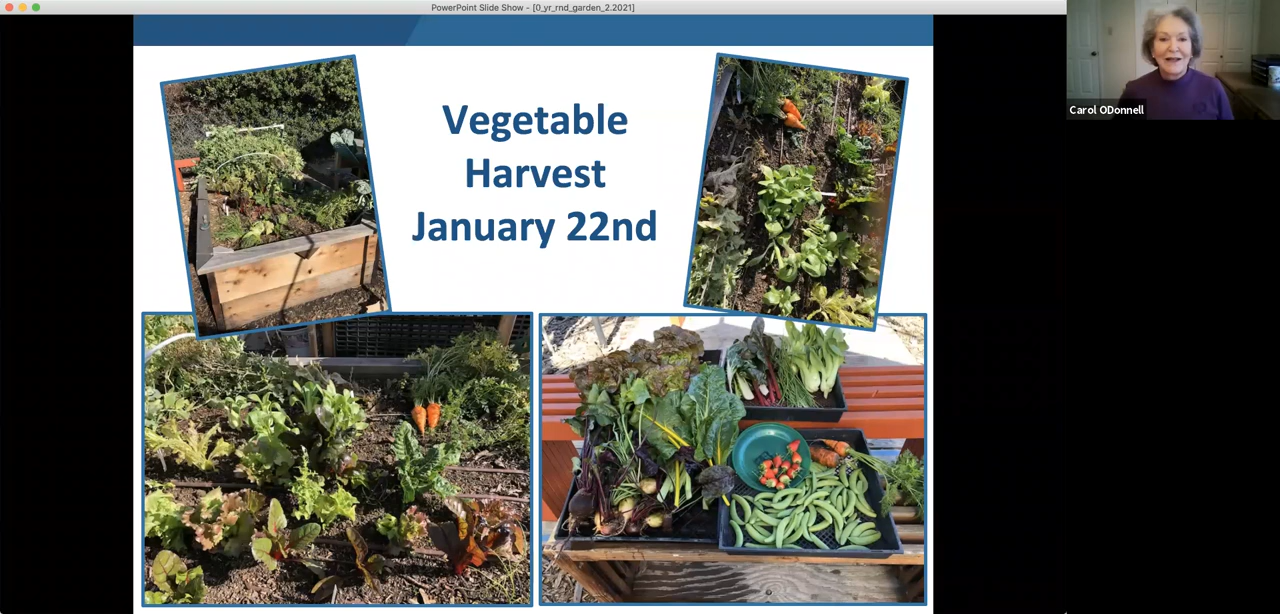 PowerPoint Slide Show - [0_yr_rnd_garden_2.2021]
Vegetable
Harvest
January 22nd
Carol ODonnell